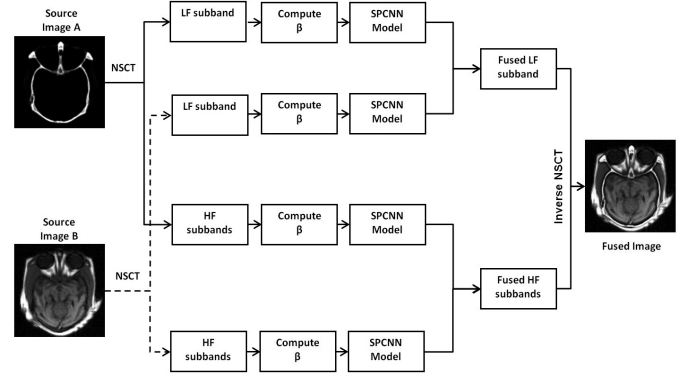 Source
Image A
NSCT
LF subband
Compute
β
SPCNN
Model
LF subband
Compute
β
SPCNN
Model
Fused LF
subband
Source
Image B
NSCT
HF
subbands
Compute
β
SPCNN
Model
HF
subbands
Compute
β
SPCNN
Model
Fused HF
subbands
Inverse NSCT
Fused Image